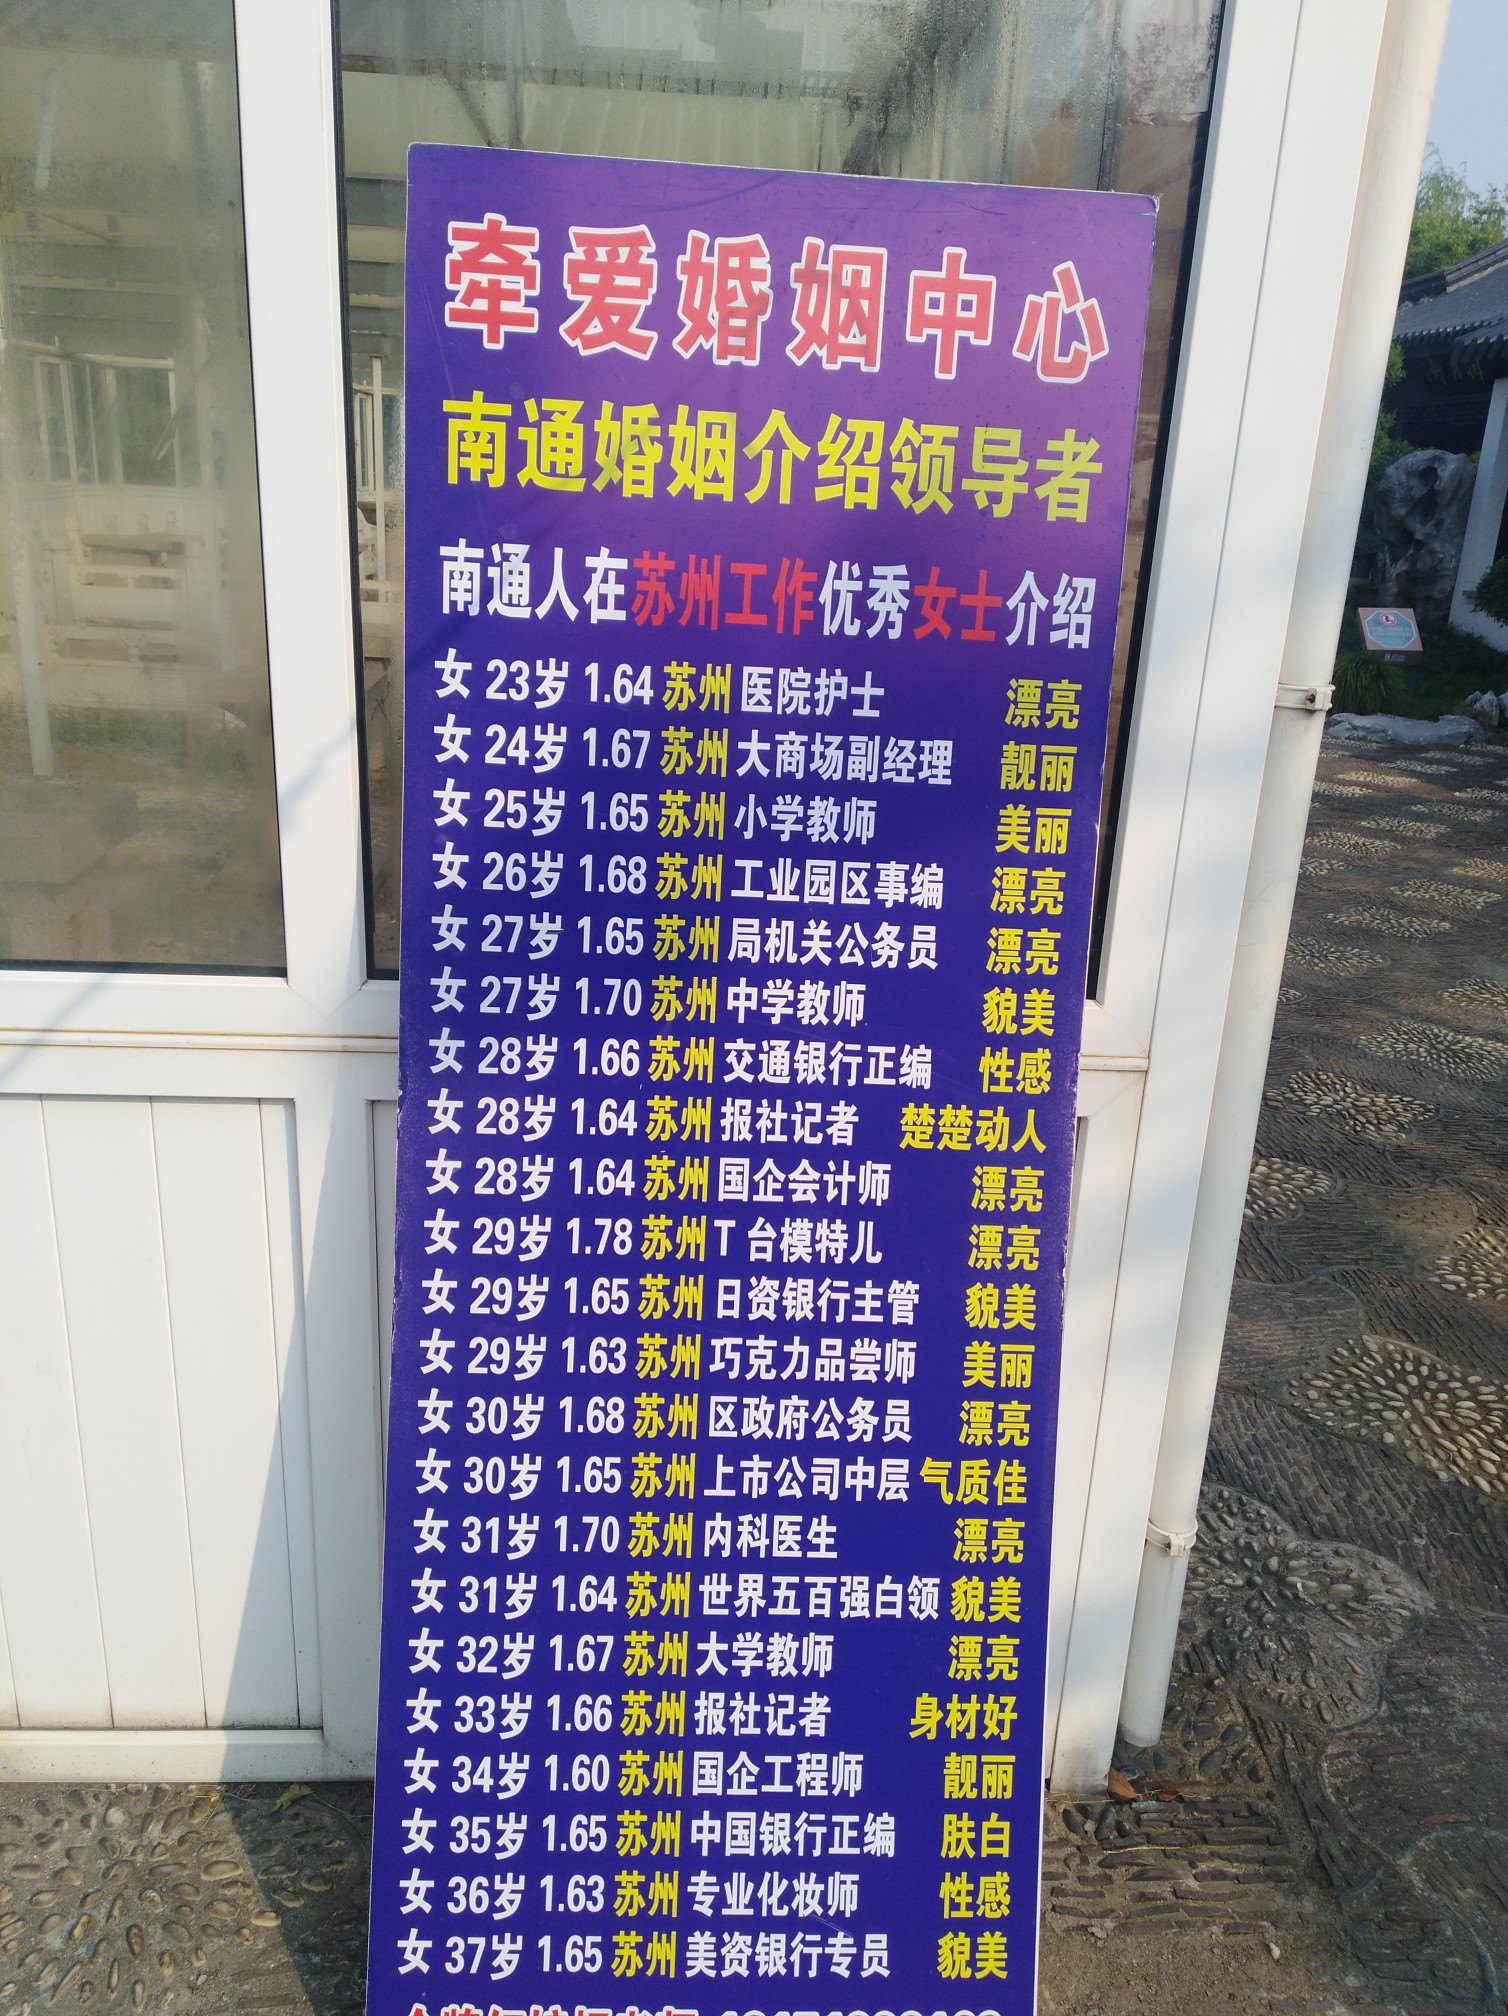 牵爱婚姻中心
南通婚姻介绍领导者
南通人在苏州工作优秀女士介绍
女 23岁 1.64 苏州 医院护士 漂亮
女 24岁 1.67 苏州 大商场副经理 靓丽
女 25岁 1.65 苏州 小学教师 美丽
女 26岁 1.68 苏州 工业园区事编 漂亮
女 27岁 1.65 苏州 局机关公务员 漂亮
女 27岁 1.70 苏州 中学教师 貌美
女 28岁 1.66 苏州 交通银行正编 性感
女 28岁 1.64 苏州 报社记者 楚楚动人
女 28岁 1.64 苏州 国企会计师 漂亮
女 29岁 1.78 苏州 T台模特儿 漂亮
女 29岁 1.65 苏州 日资银行主管 貌美
女 29岁 1.63 苏州 巧克力品尝师 美丽
女 30岁 1.68 苏州 区政府公务员 漂亮
女 30岁 1.65 苏州 上市公司中层 气质佳
女 31岁 1.70 苏州 内科医生 漂亮
女 31岁 1.64 苏州 世界五百强白领 貌美
女 32岁 1.67 苏州 大学教师 漂亮
女 33岁 1.66 苏州 报社记者 身材好
女 34岁 1.60 苏州 国企工程师 靓丽
女 35岁 1.65 苏州 中国银行正编 肤白
女 36岁 1.63 苏州 专业化妆师 性感
女 37岁 1.65 苏州 美资银行专员 貌美